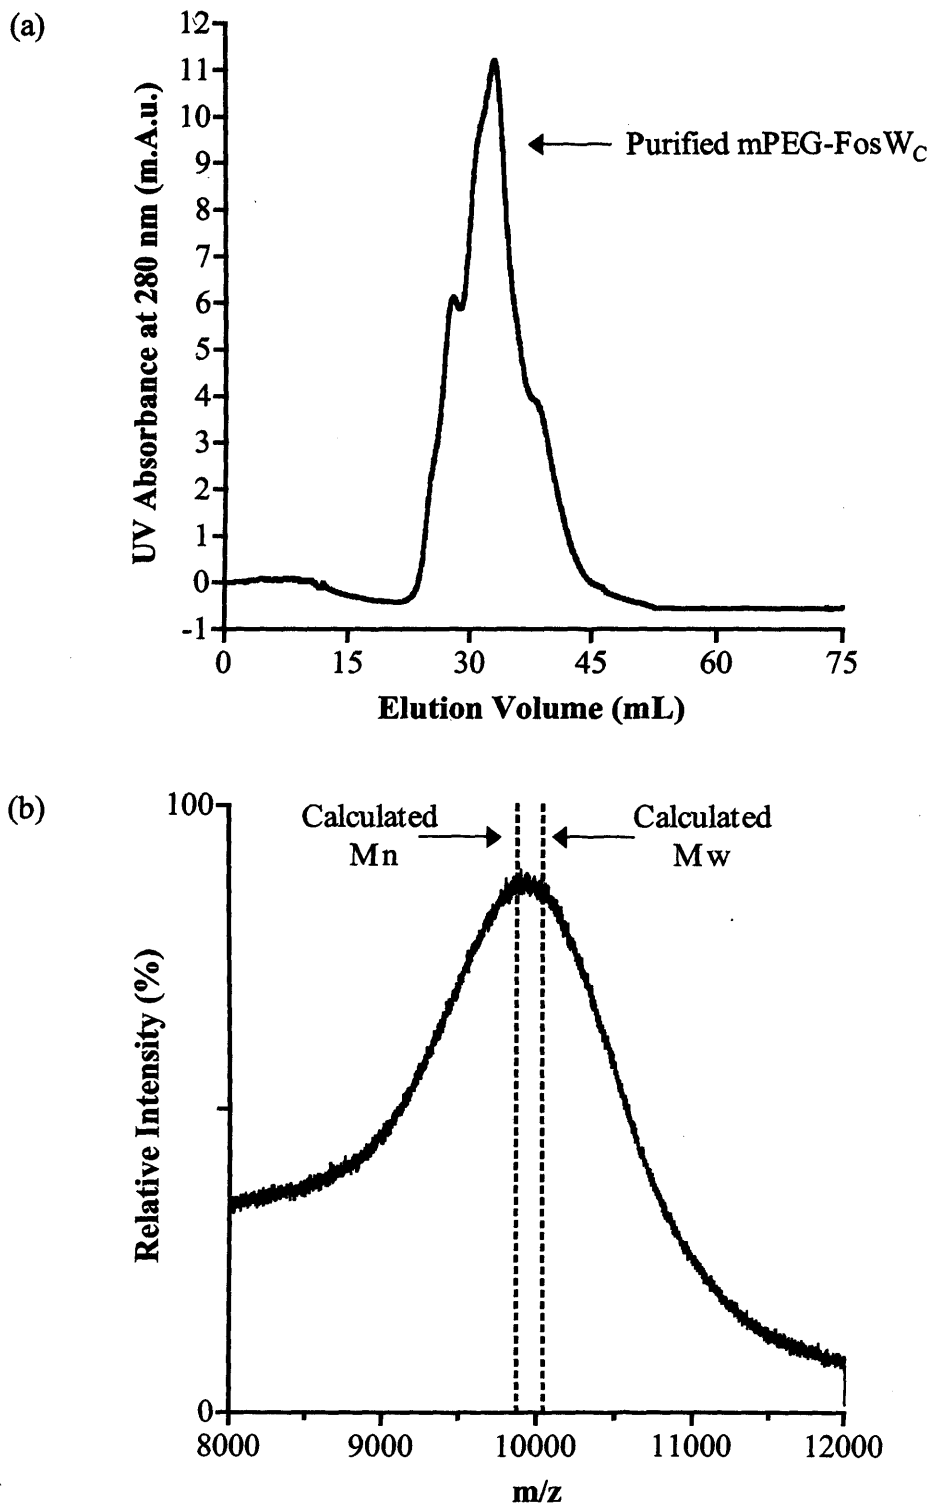 (a)
12
11
10
9
8
7
6
5
4
3
2
1
0
-1
UV Absorbance at 280 nm (m.A.u.)
Purified mPEG-FosW_C
0 15 30 45 60 75
Elution Volume (mL)
(b)
100
0
Relative Intensity (%)
Calculated
Mn
Calculated
Mw
8000 9000 10000 11000 12000
m/z